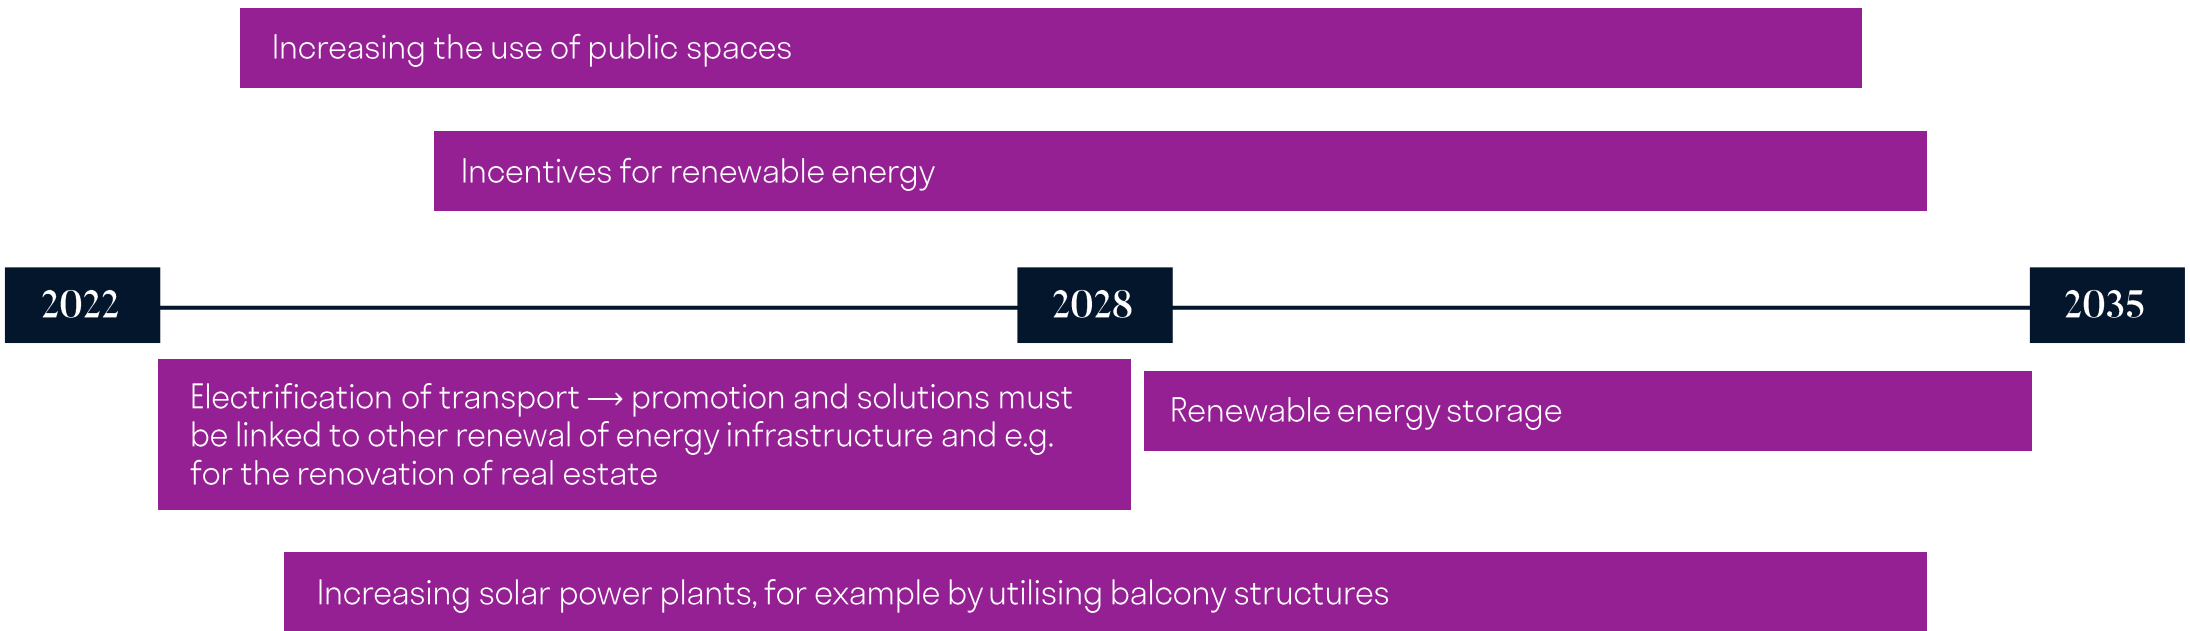 Increasing the use of public spaces
Incentives for renewable energy
2022
2028
2035
Electrification of transport → promotion and solutions must
be linked to other renewal of energy infrastructure and e.g.
for the renovation of real estate
Renewable energy storage
Increasing solar power plants, for example by utilising balcony structures